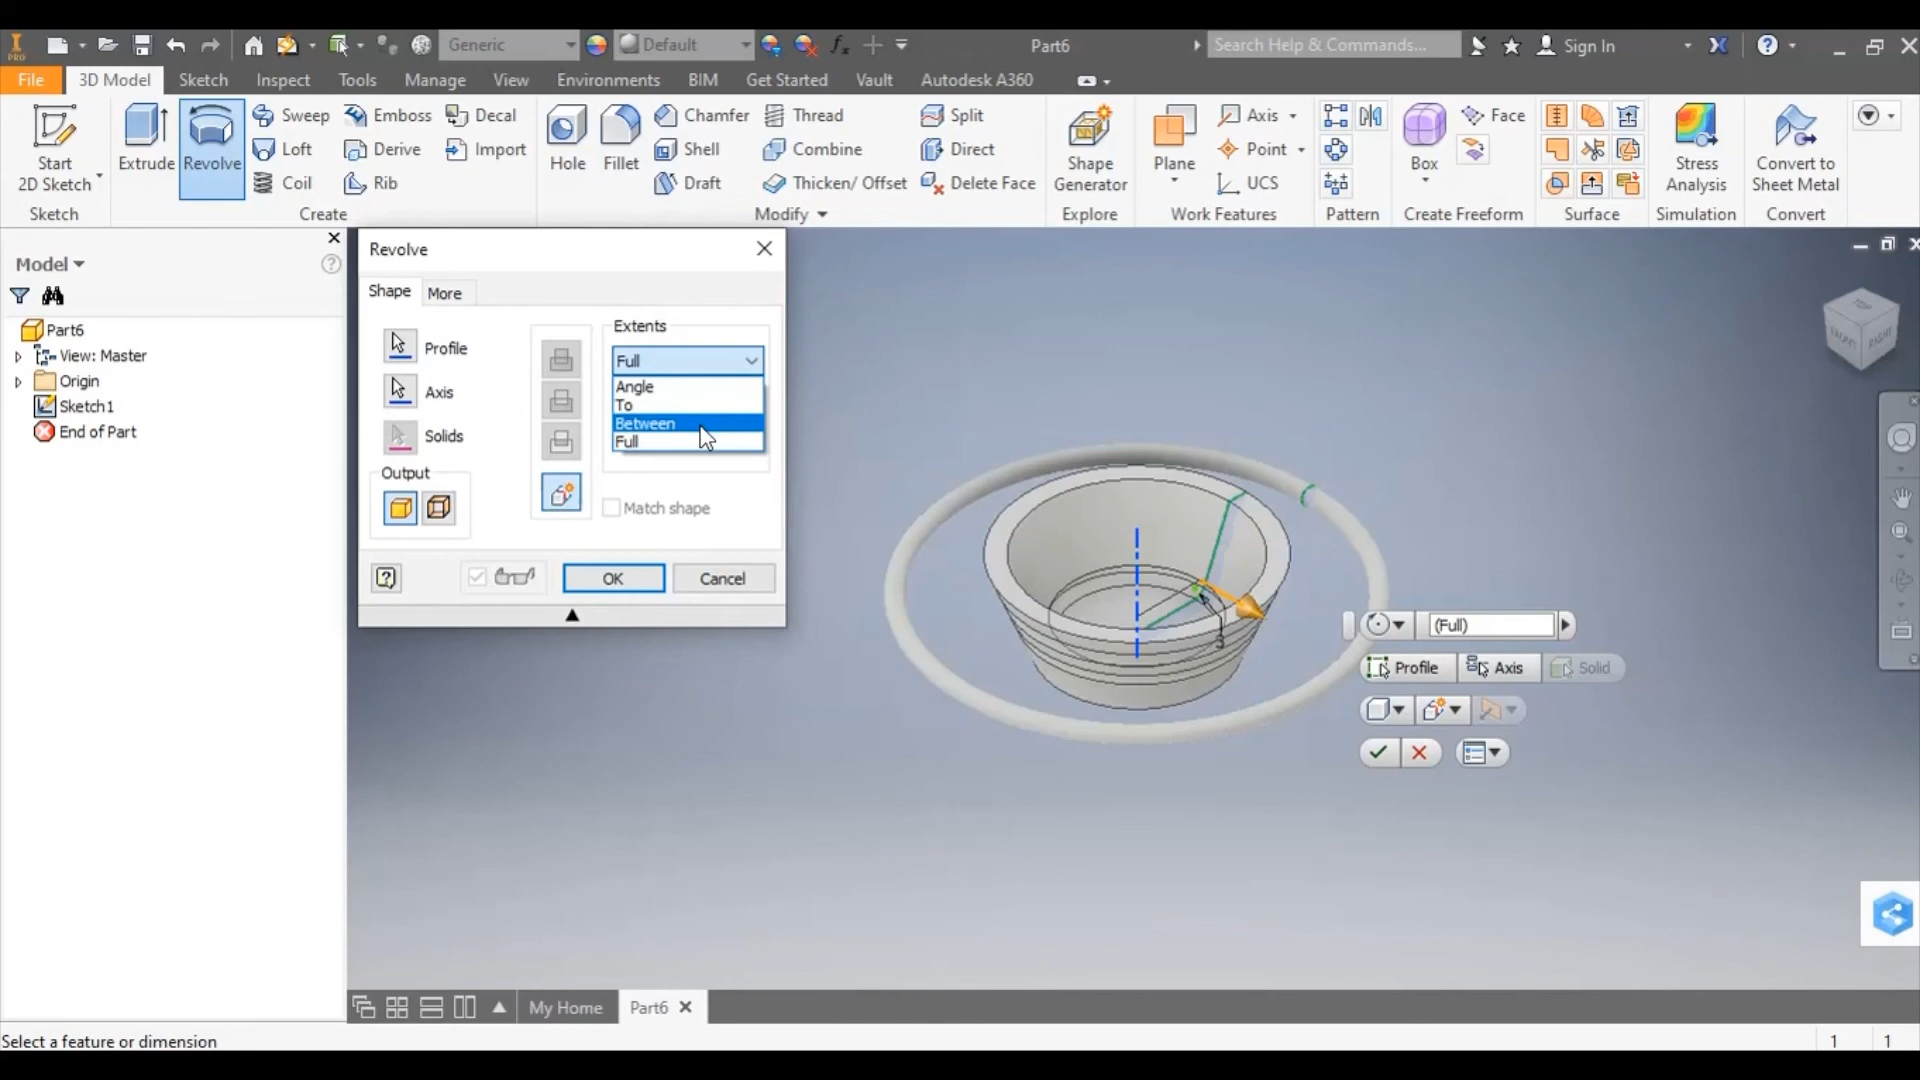 PRO
Generic
Default
Part6
Search Help & Commands...
Sign In
File
3D Model
Sketch
Inspect
Tools
Manage
View
Environments
BIM
Get Started
Vault
Autodesk A360
Start
2D Sketch
Sketch
Extrude
Revolve
Sweep
Emboss
Decal
Loft
Derive
Import
Coil
Rib
Create
Hole
Fillet
Chamfer
Thread
Split
Shell
Combine
Direct
Draft
Thicken/ Offset
Delete Face
Modify
Shape
Generator
Explore
Plane
Axis
Point
UCS
Work Features
Pattern
Box
Face
Create Freeform
Surface
Stress
Analysis
Simulation
Convert to
Sheet Metal
Convert
Model
Part6
View: Master
Origin
Sketch1
End of Part
Revolve
Shape
More
Profile
Axis
Solids
Output
Extents
Full
Angle
To
Between
Full
Match shape
OK
Cancel
TOP
FRONT
RIGHT
3
(Full)
Profile
Axis
Solid
My Home
Part6
Select a feature or dimension
1
1